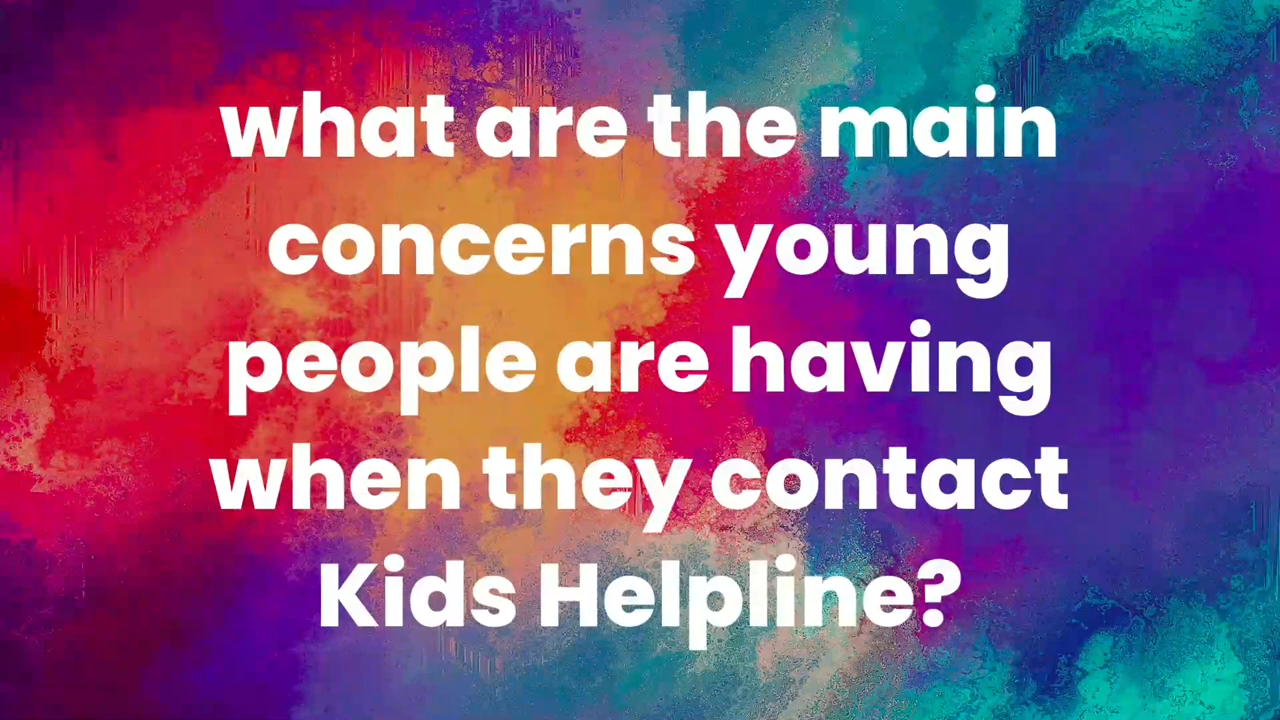 what are the main
concerns young
people are having
when they contact
Kids Helpline?